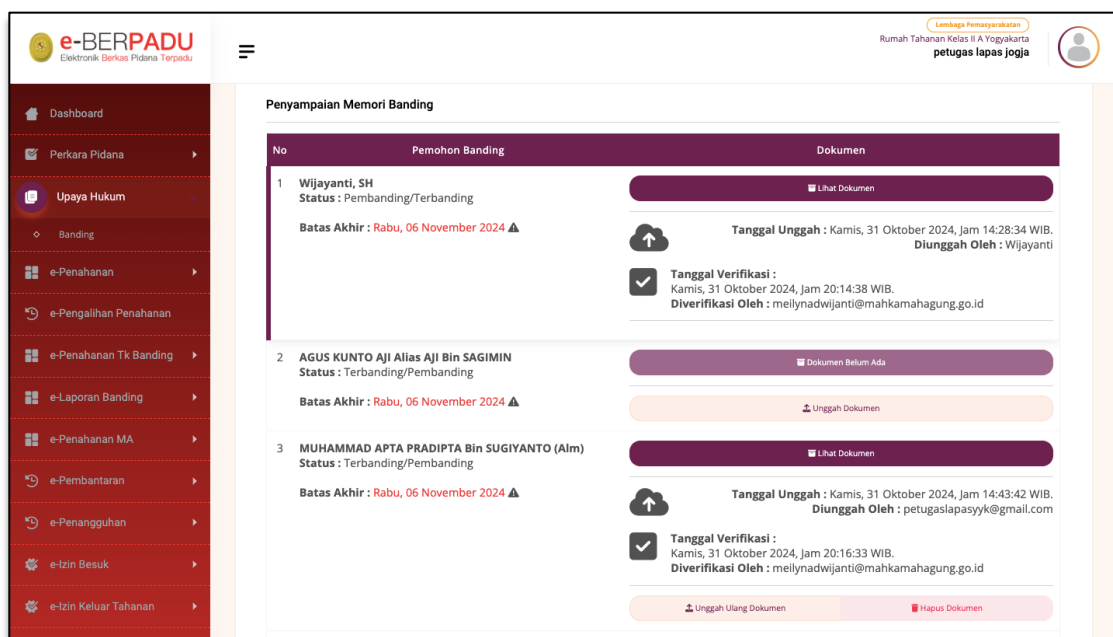 e-BERPADU
Elektronik Berkas Pidana Terpadu
Lembaga Pemasyarakatan
Rumah Tahanan Kelas II A Yogyakarta
petugas lapas jogja
Dashboard
Perkara Pidana
Upaya Hukum
Banding
e-Penahanan
e-Pengalihan Penahanan
e-Penahanan Tk Banding
e-Laporan Banding
e-Penahanan MA
e-Pembantaran
e-Penangguhan
e-Izin Besuk
e-Izin Keluar Tahanan
Penyampaian Memori Banding
No Pemohon Banding Dokumen
1 Wijayanti, SH
Status : Pembanding/Terbanding
Batas Akhir : Rabu, 06 November 2024
Lihat Dokumen
Tanggal Unggah : Kamis, 31 Oktober 2024, Jam 14:28:34 WIB.
Diunggah Oleh : Wijayanti
Tanggal Verifikasi :
Kamis, 31 Oktober 2024, Jam 20:14:38 WIB.
Diverifikasi Oleh : meilynadwijanti@mahkamahagung.go.id
2 AGUS KUNTO AJI Alias AJI Bin SAGIMIN
Status : Terbanding/Pembanding
Batas Akhir : Rabu, 06 November 2024
Dokumen Belum Ada
Unggah Dokumen
3 MUHAMMAD APTA PRADIPTA Bin SUGIYANTO (Alm)
Status : Terbanding/Pembanding
Batas Akhir : Rabu, 06 November 2024
Lihat Dokumen
Tanggal Unggah : Kamis, 31 Oktober 2024, Jam 14:43:42 WIB.
Diunggah Oleh : petugaslapasyyk@gmail.com
Tanggal Verifikasi :
Kamis, 31 Oktober 2024, Jam 20:16:33 WIB.
Diverifikasi Oleh : meilynadwijanti@mahkamahagung.go.id
Unggah Ulang Dokumen Hapus Dokumen